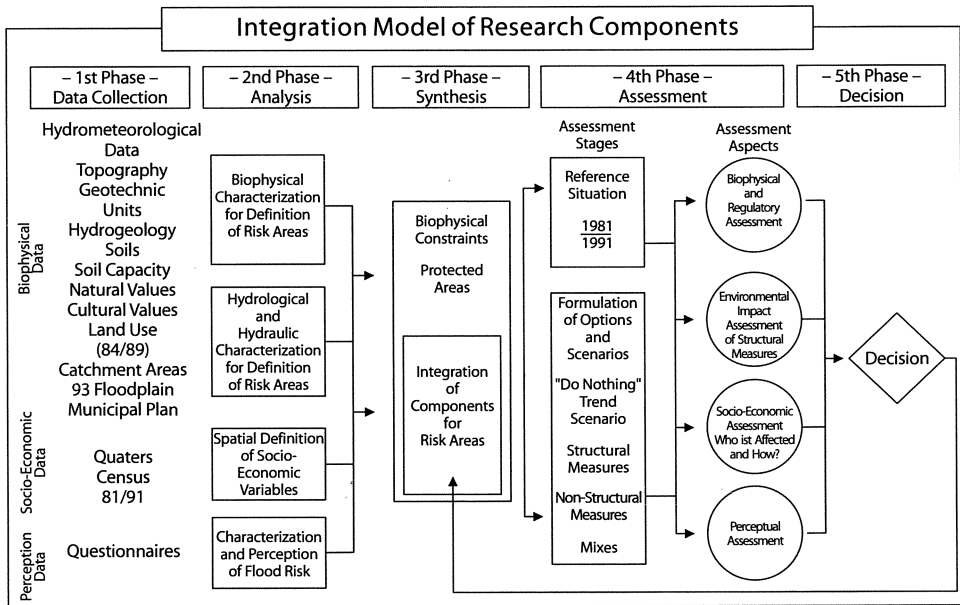 Integration Model of Research Components
– 1st Phase –
Data Collection
– 2nd Phase –
Analysis
– 3rd Phase –
Synthesis
– 4th Phase –
Assessment
– 5th Phase –
Decision
Biophysical
Data
Hydrometeorological
Data
Topography
Geotechnic
Units
Hydrogeology
Soils
Soil Capacity
Natural Values
Cultural Values
Land Use
(84/89)
Catchment Areas
93 Floodplain
Municipal Plan
Socio-Economic
Data
Quaters
Census
81/91
Perception
Data
Questionnaires
Biophysical
Characterization
for Definition
of Risk Areas
Hydrological
and
Hydraulic
Characterization
for Definition
of Risk Areas
Spatial Definition
of Socio-
Economic
Variables
Characterization
and Perception
of Flood Risk
Biophysical
Constraints
Protected
Areas
Integration
of
Components
for
Risk Areas
Assessment
Stages
Reference
Situation
1981
1991
Formulation
of Options
and
Scenarios
"Do Nothing"
Trend
Scenario
Structural
Measures
Non-Structural
Measures
Mixes
Assessment
Aspects
Biophysical
and
Regulatory
Assessment
Environmental
Impact
Assessment
of Structural
Measures
Socio-Economic
Assessment
Who ist Affected
and How?
Perceptual
Assessment
Decision